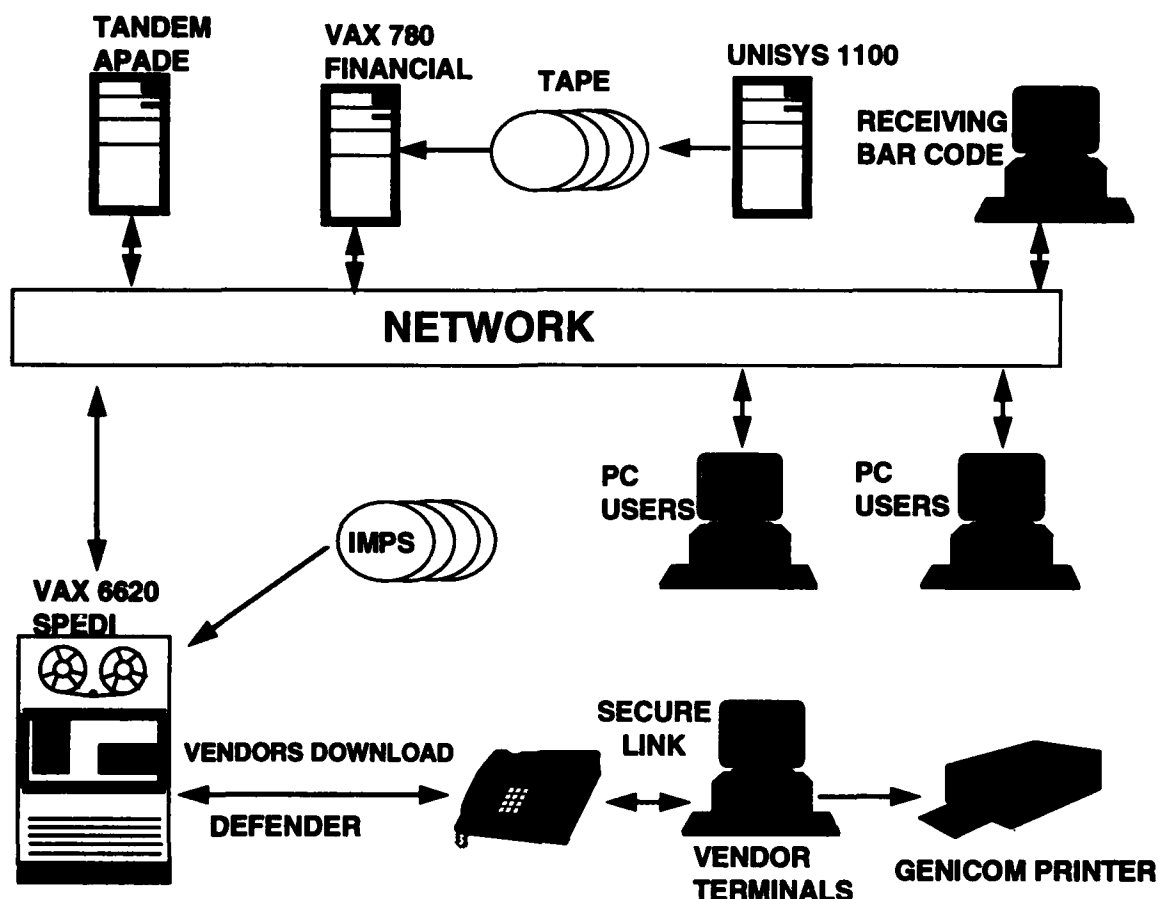 TANDEM
APADE
VAX 780
FINANCIAL
TAPE
UNISYS 1100
RECEIVING
BAR CODE
NETWORK
PC
USERS
PC
USERS
IMPS
VAX 6620
SPEDI
VENDORS DOWNLOAD
DEFENDER
SECURE
LINK
VENDOR
TERMINALS
GENICOM PRINTER